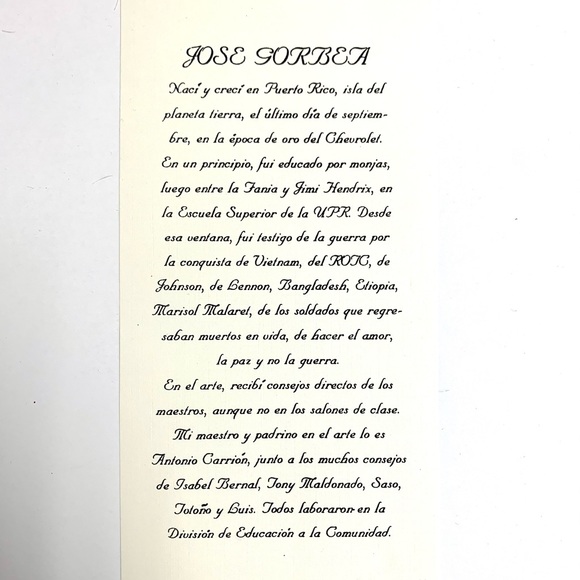 JOSE GORBEA
Nací y crecí en Puerto Rico, isla del
planeta tierra, el último día de septiem-
bre, en la época de oro del Chevrolet.
En un principio, fui educado por monjas,
luego entre la Fania y Jimi Hendrix, en
la Escuela Superior de la UPR. Desde
esa ventana, fui testigo de la guerra por
la conquista de Vietnam, del ROTC, de
Johnson, de Lennon, Bangladesh, Etiopia,
Marisol Malaret, de los soldados que regre-
saban muertos en vida, de hacer el amor,
la paz y no la guerra.
En el arte, recibí consejos directos de los
maestros, aunque no en los salones de clase.
Mi maestro y padrino en el arte lo es
Antonio Carrión, junto a los muchos consejos
de Isabel Bernal, Tony Maldonado, Saso,
Totoño y Luis. Todos laboraron en la
División de Educación a la Comunidad.